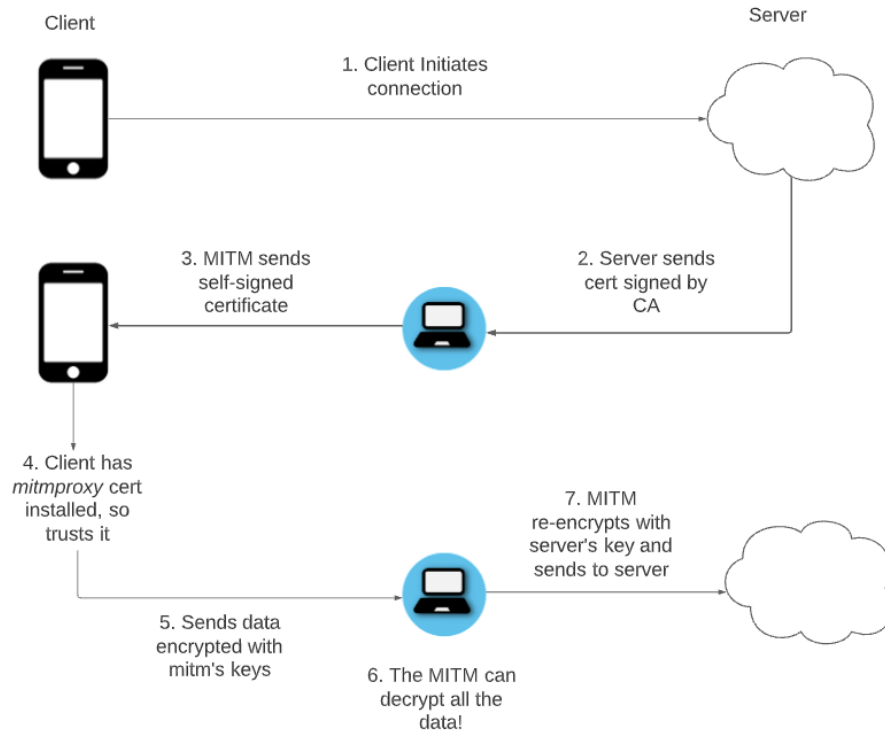 Client
Server
1. Client Initiates
connection
2. Server sends
cert signed by
CA
3. MITM sends
self-signed
certificate
4. Client has
mitmproxy cert
installed, so
trusts it
5. Sends data
encrypted with
mitm's keys
6. The MITM can
decrypt all the
data!
7. MITM
re-encrypts with
server's key and
sends to server